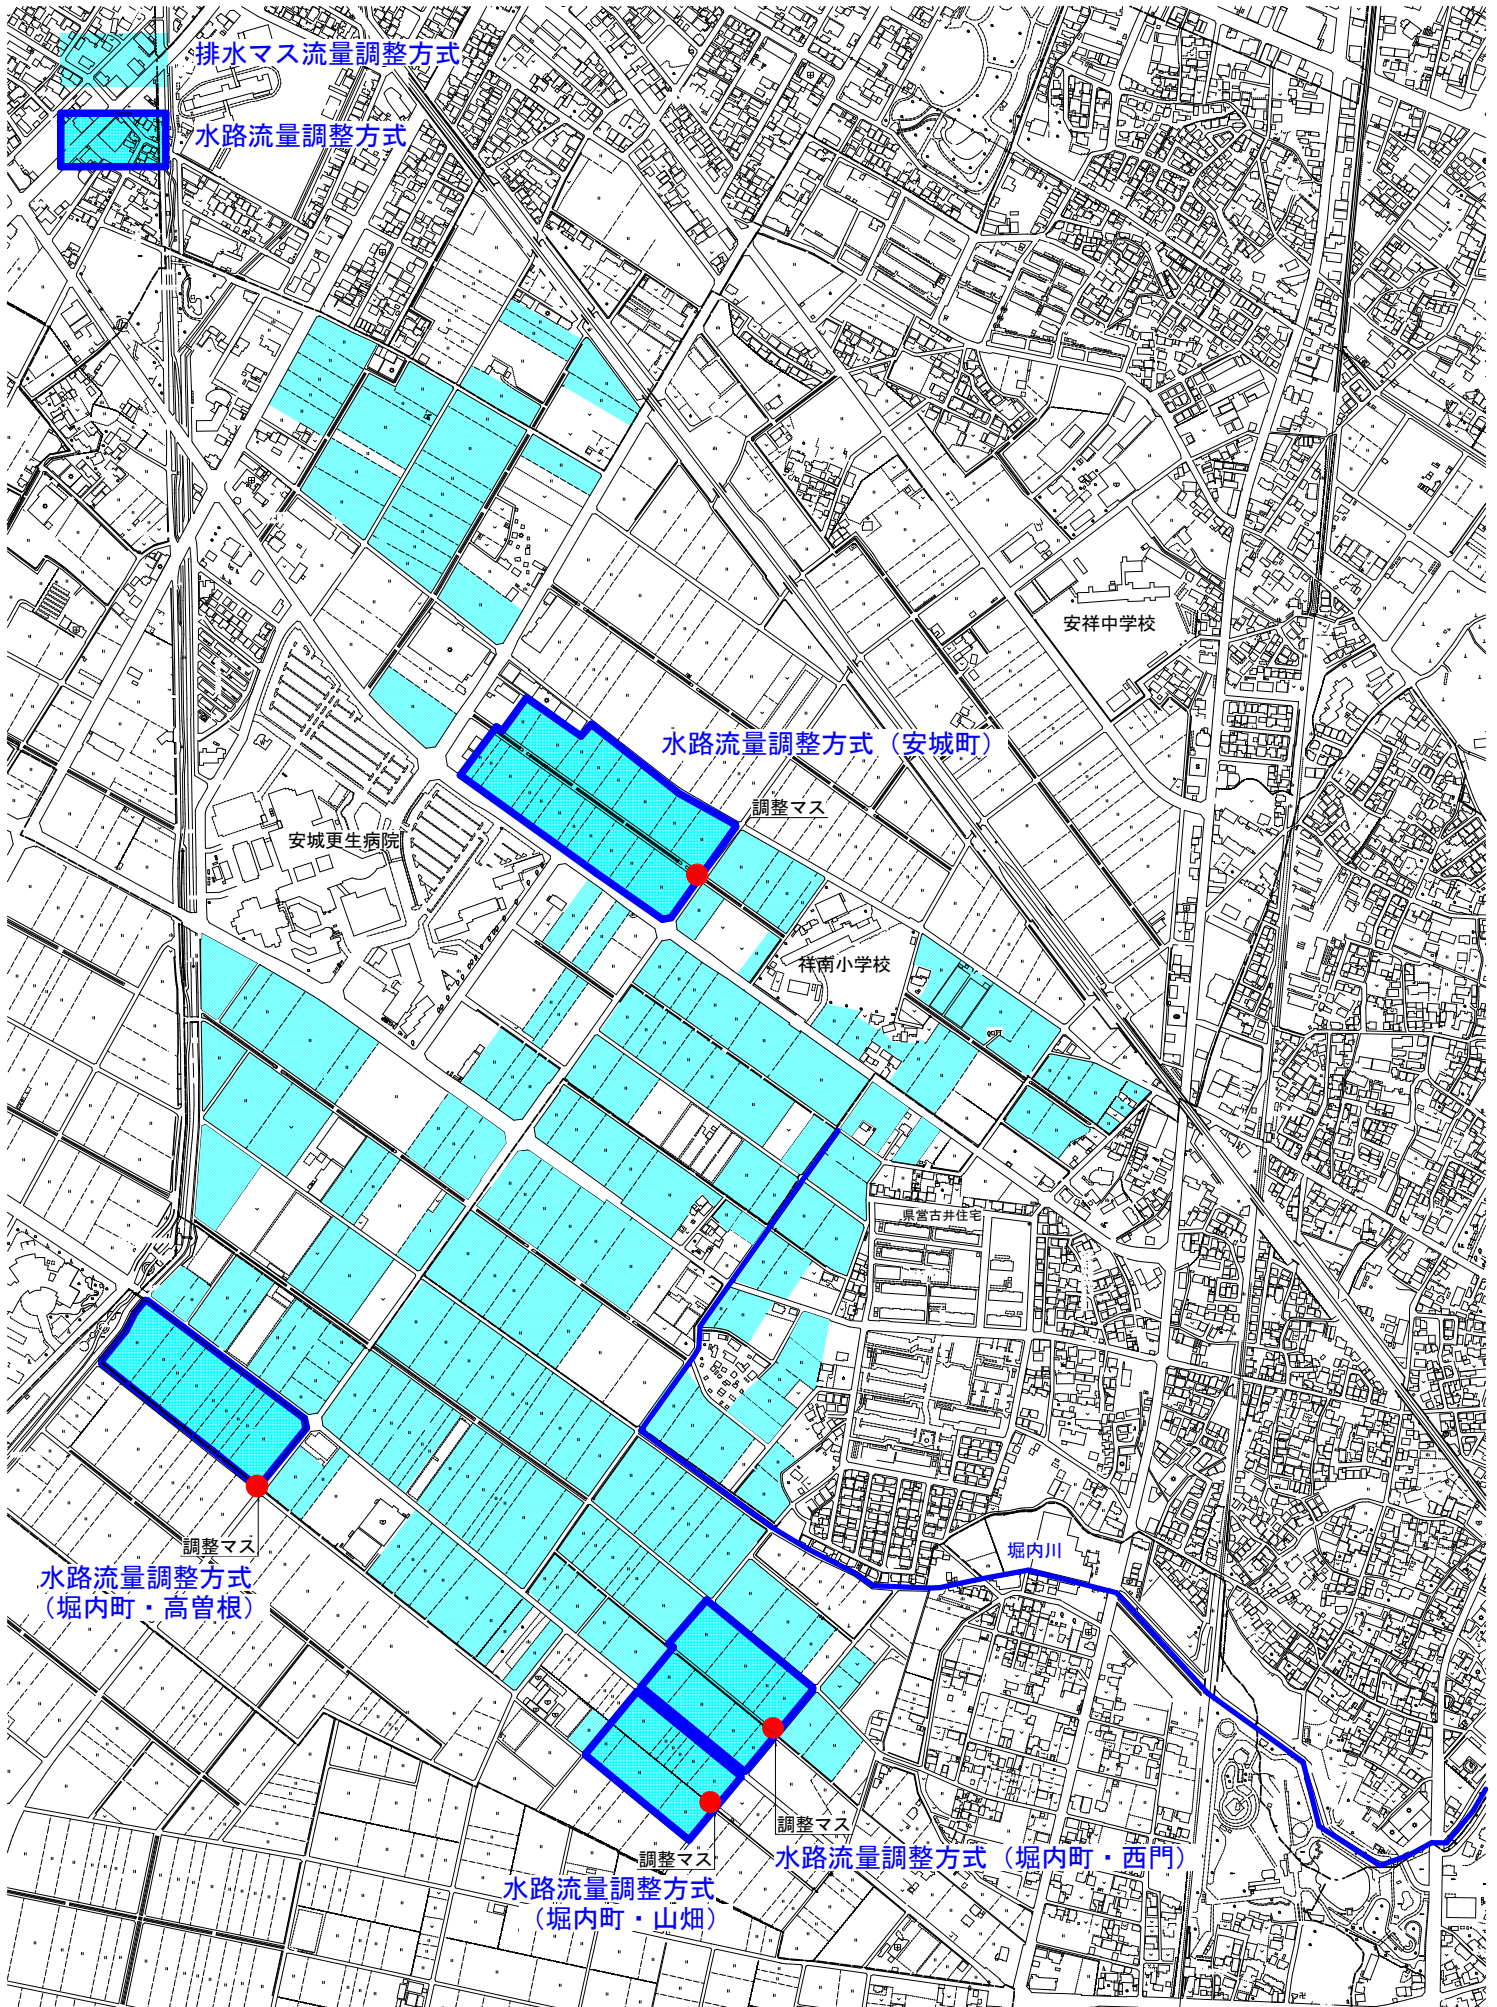 排水マス流量調整方式
水路流量調整方式
安祥中学校
水路流量調整方式（安城町）
調整マス
安城更生病院
祥南小学校
県営古井住宅
調整マス
水路流量調整方式
（堀内町・高曽根）
堀内川
調整マス
水路流量調整方式（堀内町・西門）
調整マス
水路流量調整方式
（堀内町・山畑）